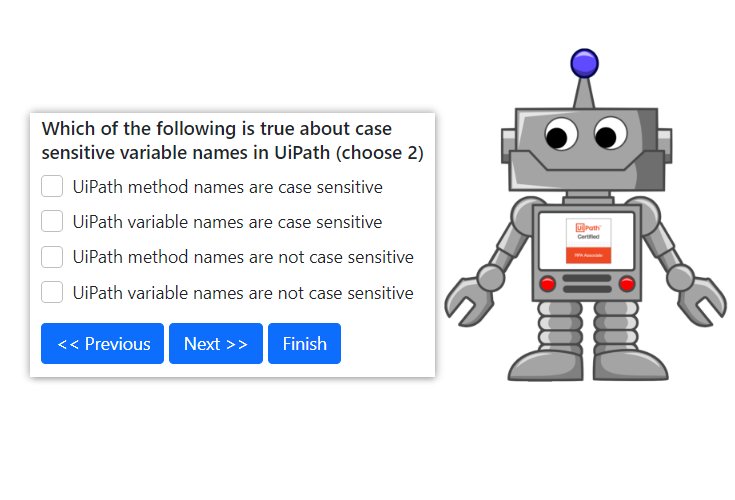 Which of the following is true about case
sensitive variable names in UiPath (choose 2)
UiPath method names are case sensitive
UiPath variable names are case sensitive
UiPath method names are not case sensitive
UiPath variable names are not case sensitive
<< Previous
Next >>
Finish
UiPath
Certified
RPA Associate